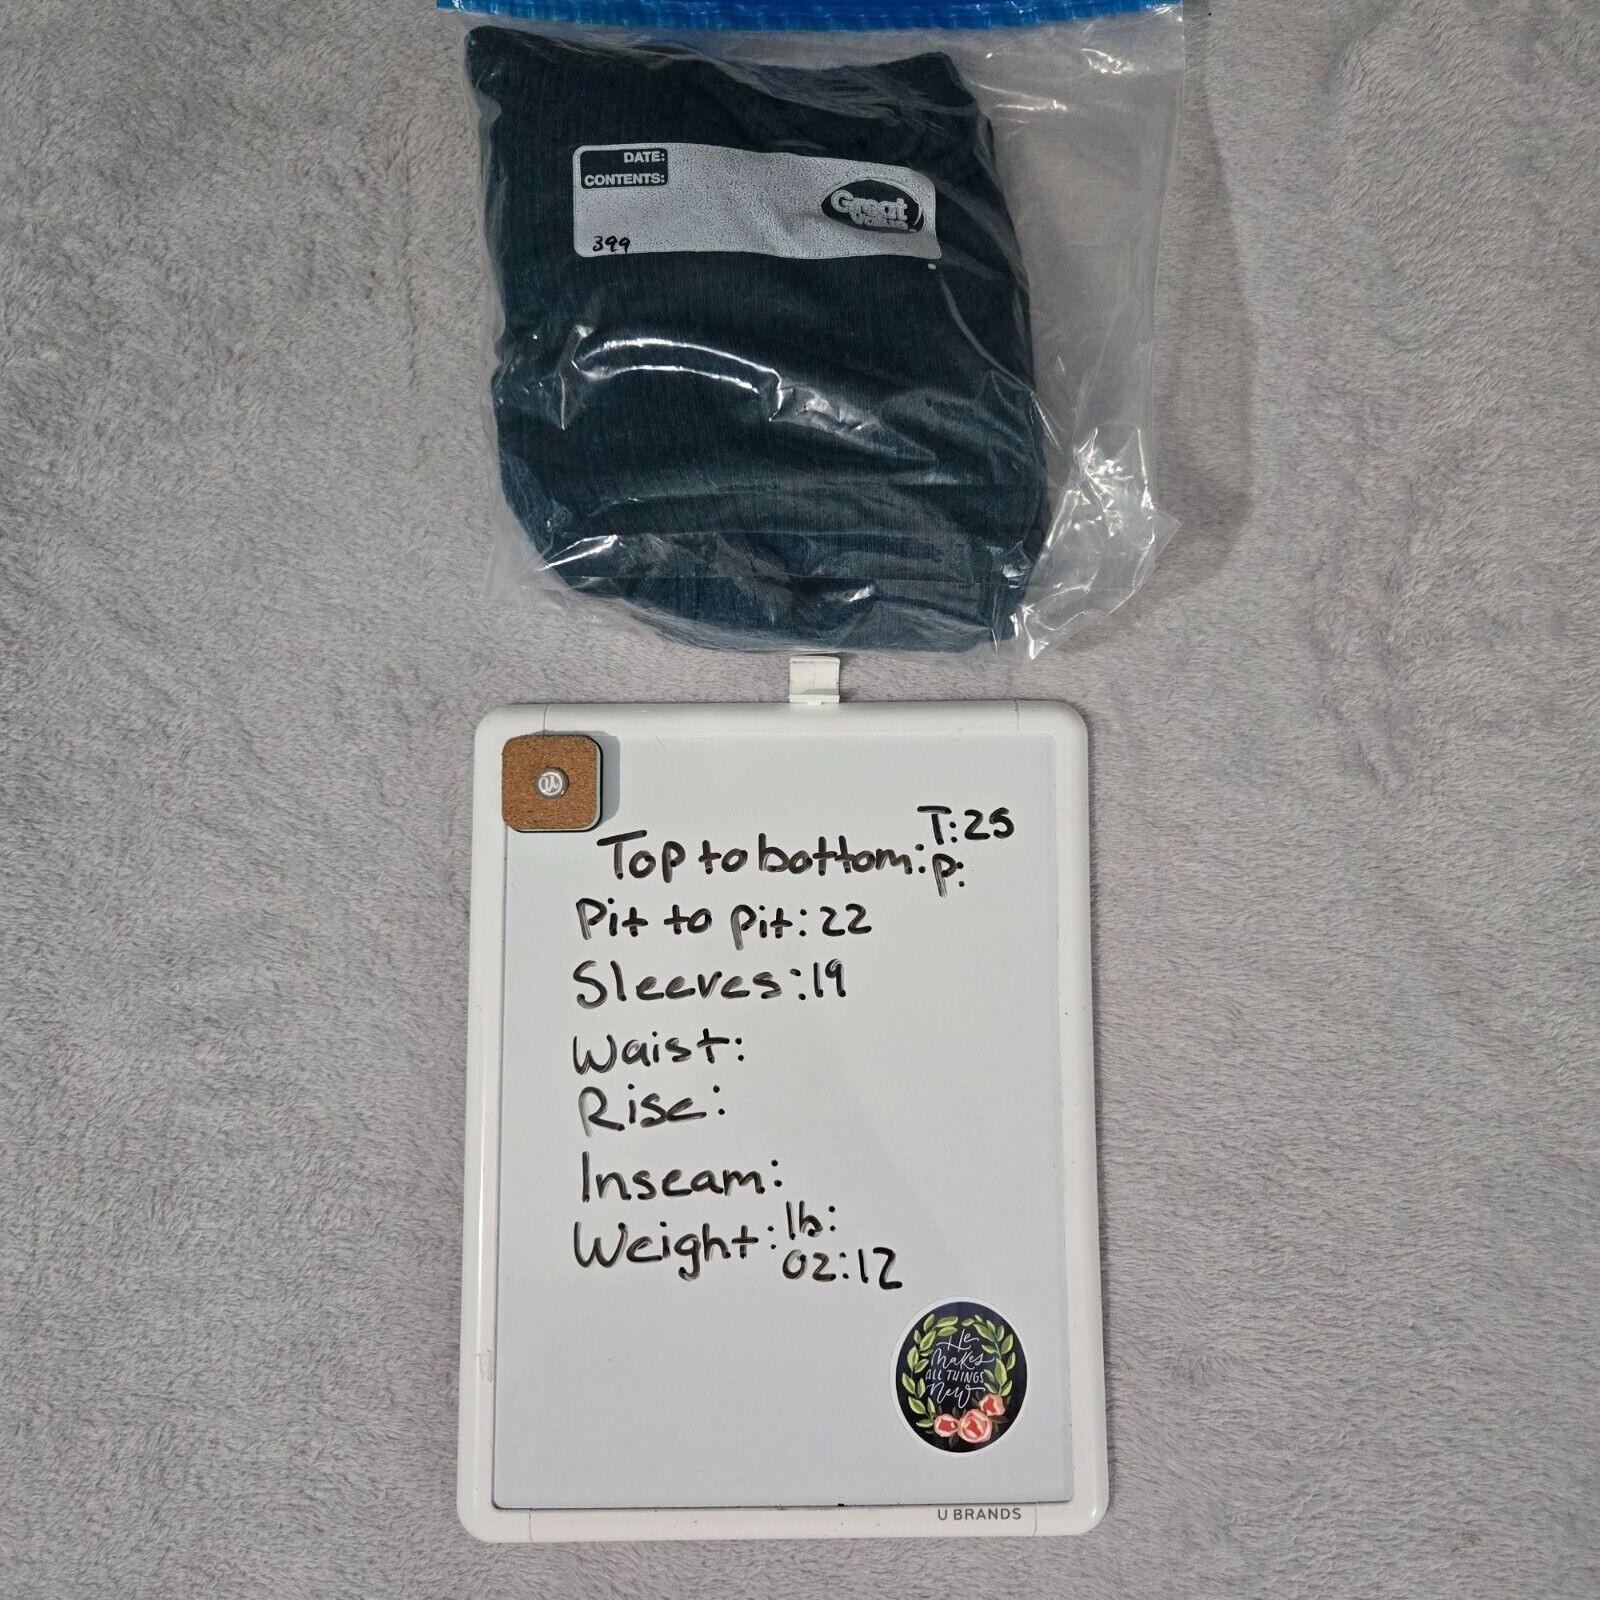 DATE:
CONTENTS:
Great Value
399
T:25
Top to bottom: P:
Pit to Pit: 22
Sleeves: 19
Waist:
Rise:
Inseam:
Weight: lb:
oz: 12
He
Makes
ALL THINGS
New
U BRANDS